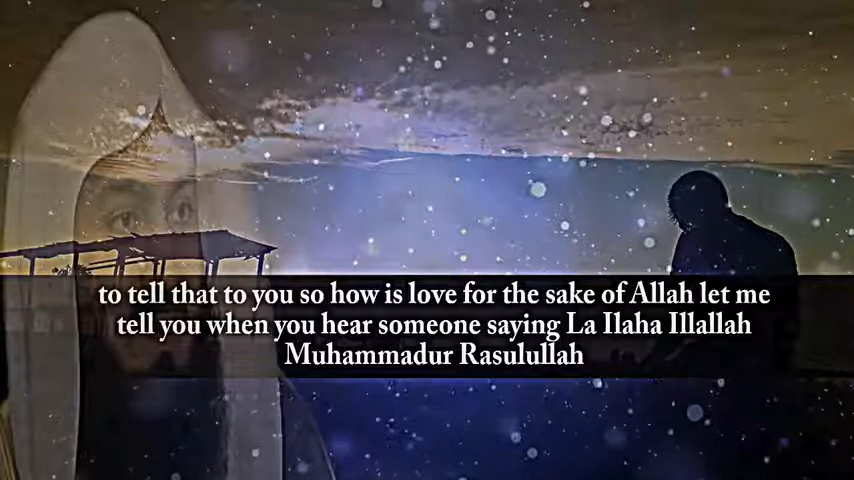 to tell that to you so how is love for the sake of Allah let me
tell you when you hear someone saying La Ilaha Illallah
Muhammadur Rasulullah